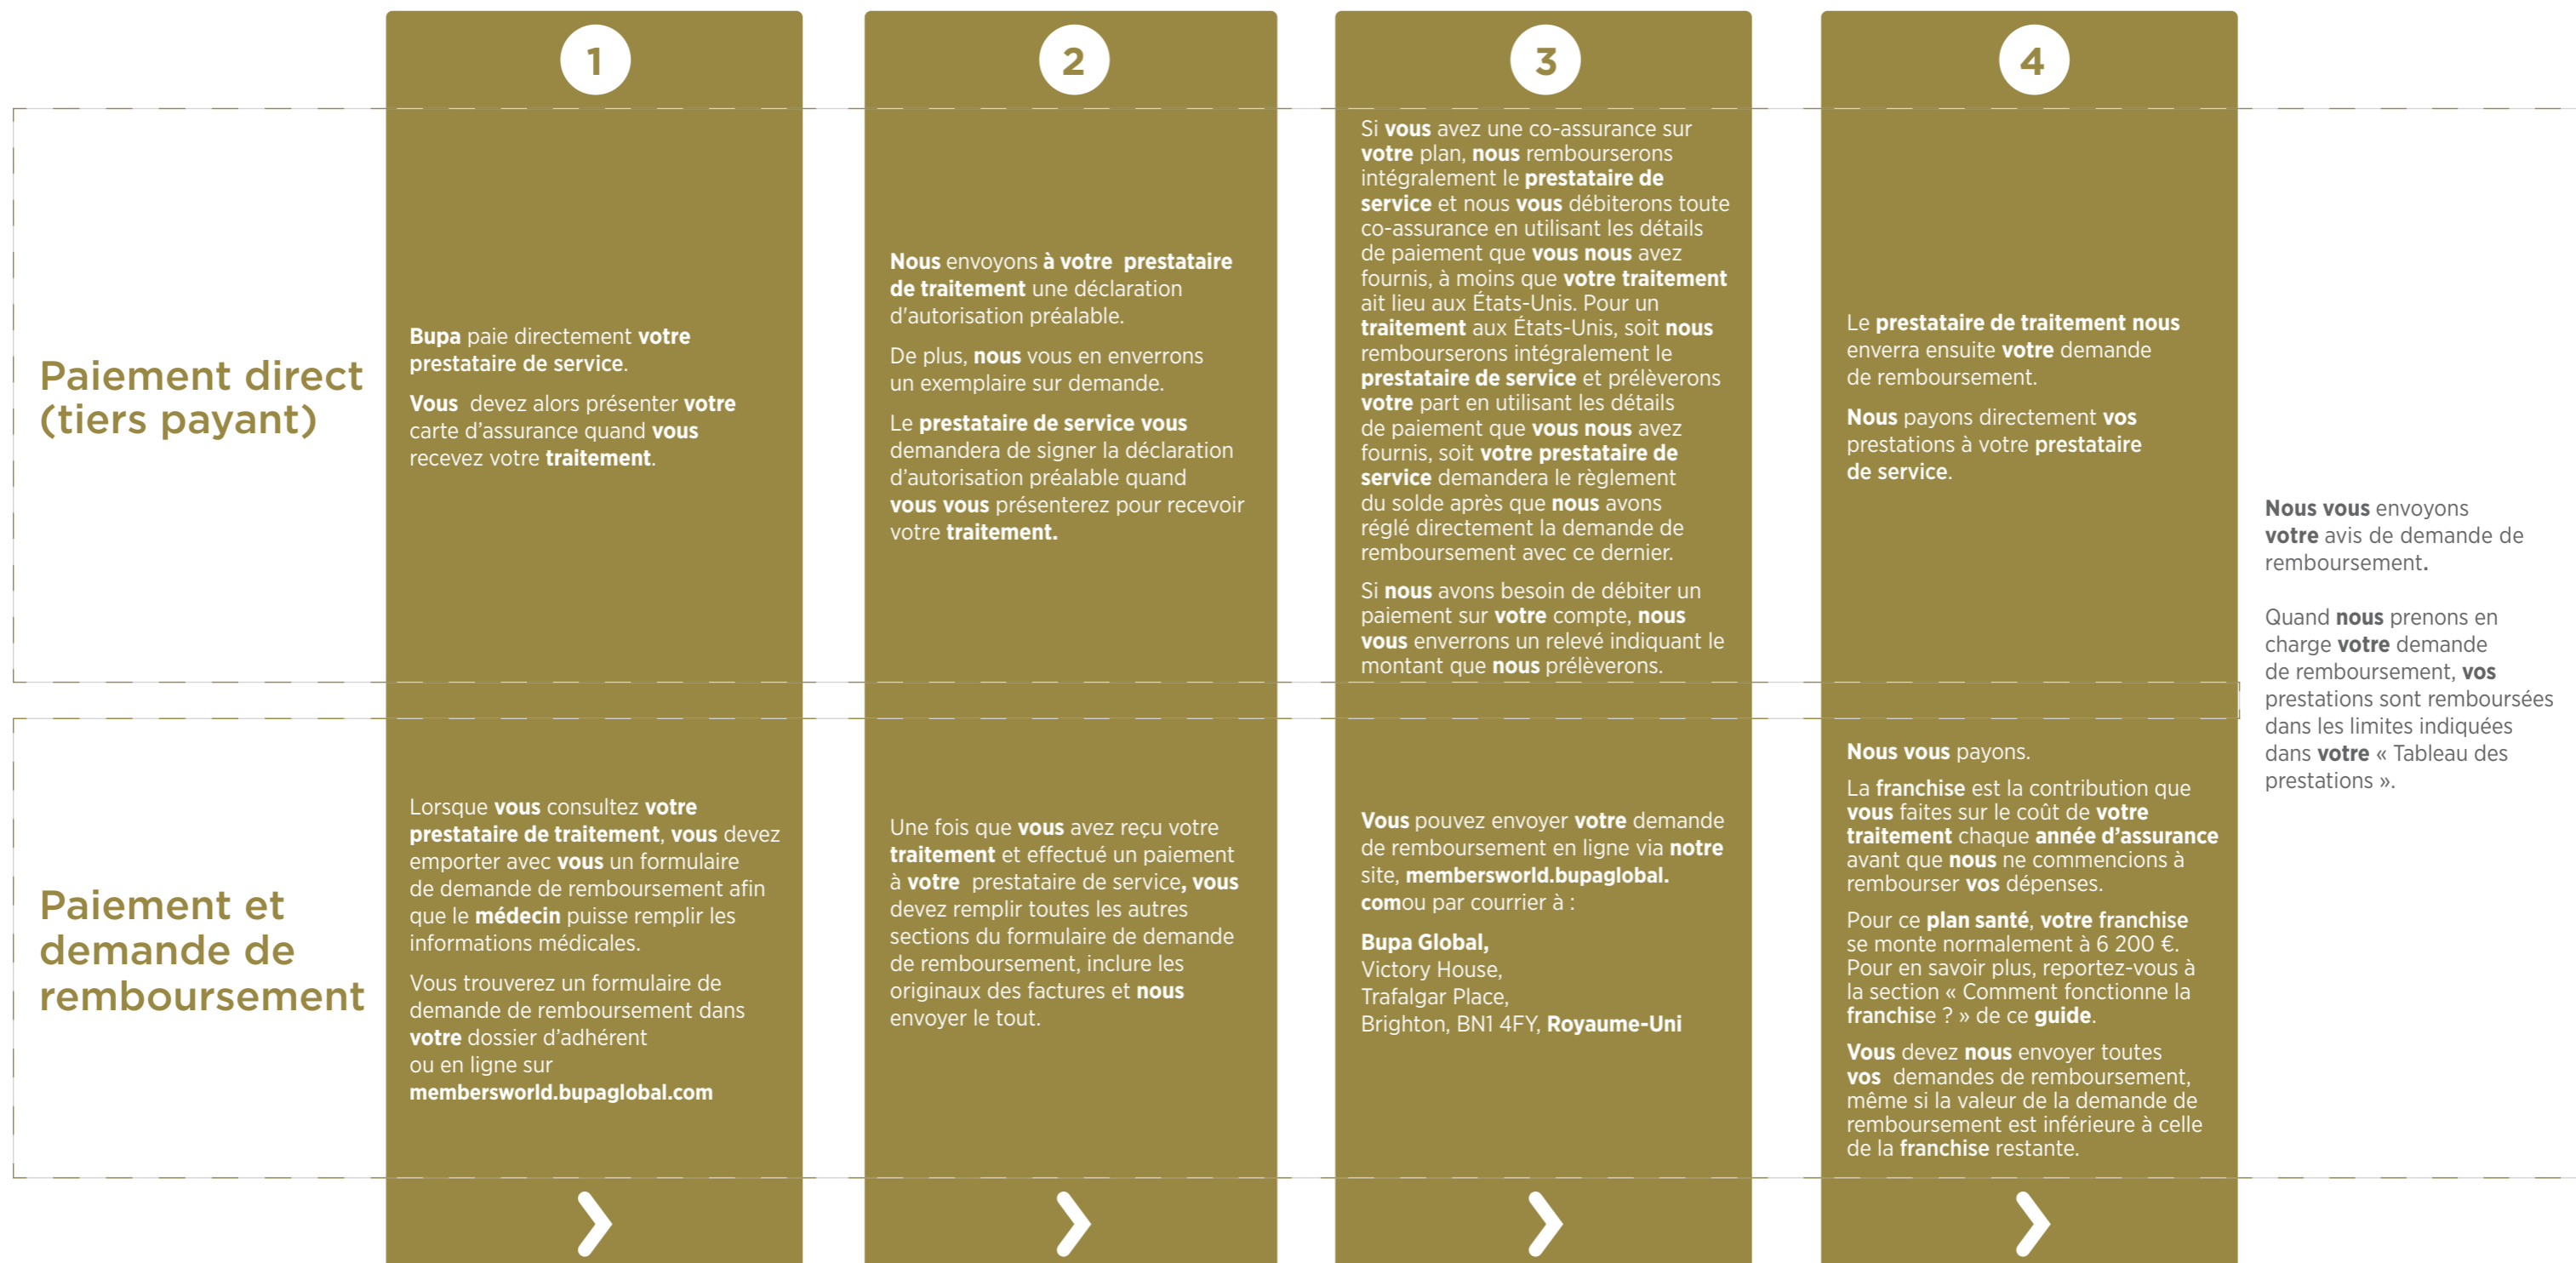 1
2
3
4
Paiement direct
(tiers payant)
Bupa paie directement votre
prestataire de service.
Vous devez alors présenter votre
carte d’assurance quand vous
recevez votre traitement.
Nous envoyons à votre prestataire
de traitement une déclaration
d'autorisation préalable.
De plus, nous vous en enverrons
un exemplaire sur demande.
Le prestataire de service vous
demandera de signer la déclaration
d’autorisation préalable quand
vous vous présenterez pour recevoir
votre traitement.
Si vous avez une co-assurance sur
votre plan, nous rembourserons
intégralement le prestataire de
service et nous vous débiterons toute
co-assurance en utilisant les détails
de paiement que vous nous avez
fournis, à moins que votre traitement
ait lieu aux États-Unis. Pour un
traitement aux États-Unis, soit nous
rembourserons intégralement le
prestataire de service et prélèverons
votre part en utilisant les détails
de paiement que vous nous avez
fournis, soit votre prestataire de
service demandera le règlement
du solde après que nous avons
réglé directement la demande de
remboursement avec ce dernier.
Si nous avons besoin de débiter un
paiement sur votre compte, nous
vous enverrons un relevé indiquant le
montant que nous prélèverons.
Le prestataire de traitement nous
enverra ensuite votre demande
de remboursement.
Nous payons directement vos
prestations à votre prestataire
de service.
Paiement et
demande de
remboursement
Lorsque vous consultez votre
prestataire de traitement, vous devez
emporter avec vous un formulaire
de demande de remboursement afin
que le médecin puisse remplir les
informations médicales.
Vous trouverez un formulaire de
demande de remboursement dans
votre dossier d’adhérent
ou en ligne sur
membersworld.bupaglobal.com
Une fois que vous avez reçu votre
traitement et effectué un paiement
à votre prestataire de service, vous
devez remplir toutes les autres
sections du formulaire de demande
de remboursement, inclure les
originaux des factures et nous
envoyer le tout.
Vous pouvez envoyer votre demande
de remboursement en ligne via notre
site, membersworld.bupaglobal.
comou par courrier à :
Bupa Global,
Victory House,
Trafalgar Place,
Brighton, BN1 4FY, Royaume-Uni
Nous vous payons.
La franchise est la contribution que
vous faites sur le coût de votre
traitement chaque année d’assurance
avant que nous ne commencions à
rembourser vos dépenses.
Pour ce plan santé, votre franchise
se monte normalement à 6 200 €.
Pour en savoir plus, reportez-vous à
la section « Comment fonctionne la
franchise ? » de ce guide.
Vous devez nous envoyer toutes
vos demandes de remboursement,
même si la valeur de la demande de
remboursement est inférieure à celle
de la franchise restante.
Nous vous envoyons
votre avis de demande de
remboursement.
Quand nous prenons en
charge votre demande
de remboursement, vos
prestations sont remboursées
dans les limites indiquées
dans votre « Tableau des
prestations ».